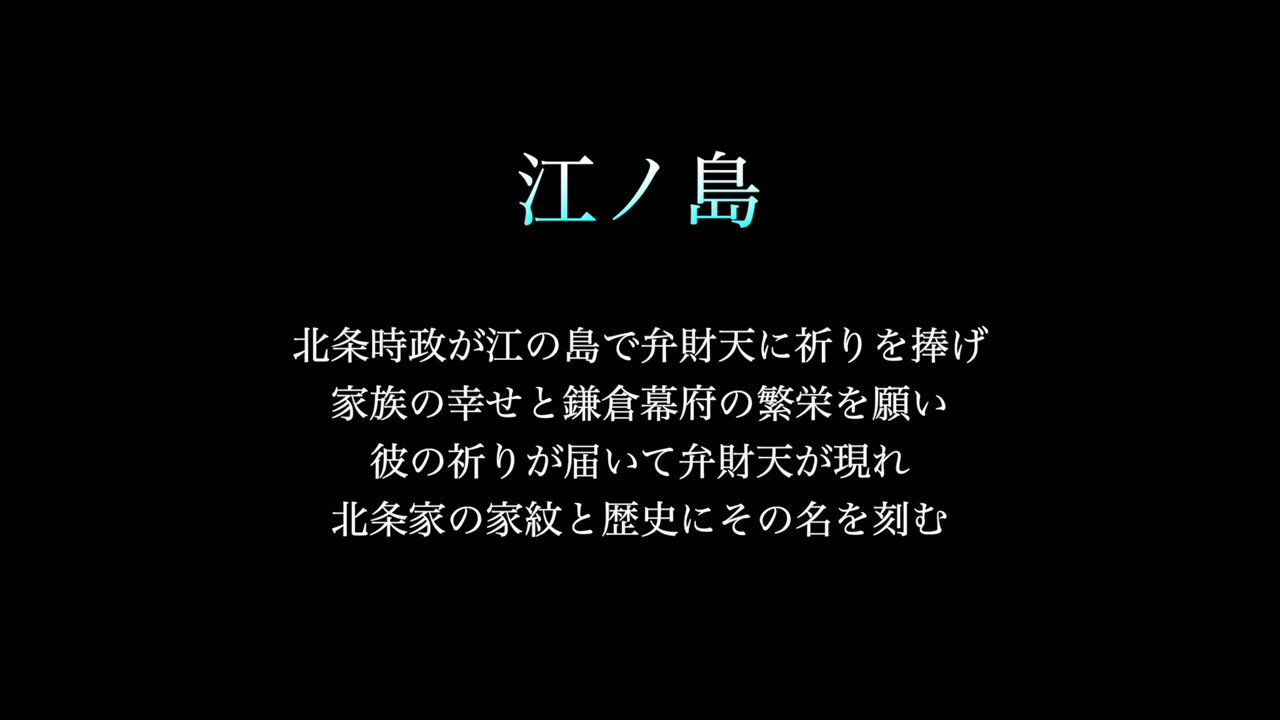 江ノ島
北条時政が江の島で弁財天に祈りを捧げ
家族の幸せと鎌倉幕府の繁栄を願い
彼の祈りが届いて弁財天が現れ
北条家の家紋と歴史にその名を刻む